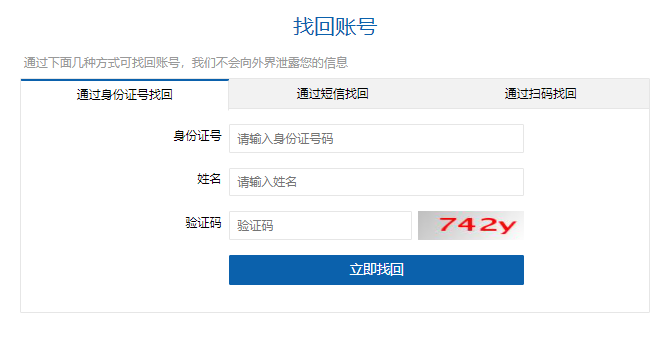 找回账号
通过下面几种方式可找回账号，我们不会向外界泄露您的信息
通过身份证号找回 通过短信找回 通过扫码找回
身份证号 请输入身份证号码
姓名 请输入姓名
验证码 验证码 742y
立即找回